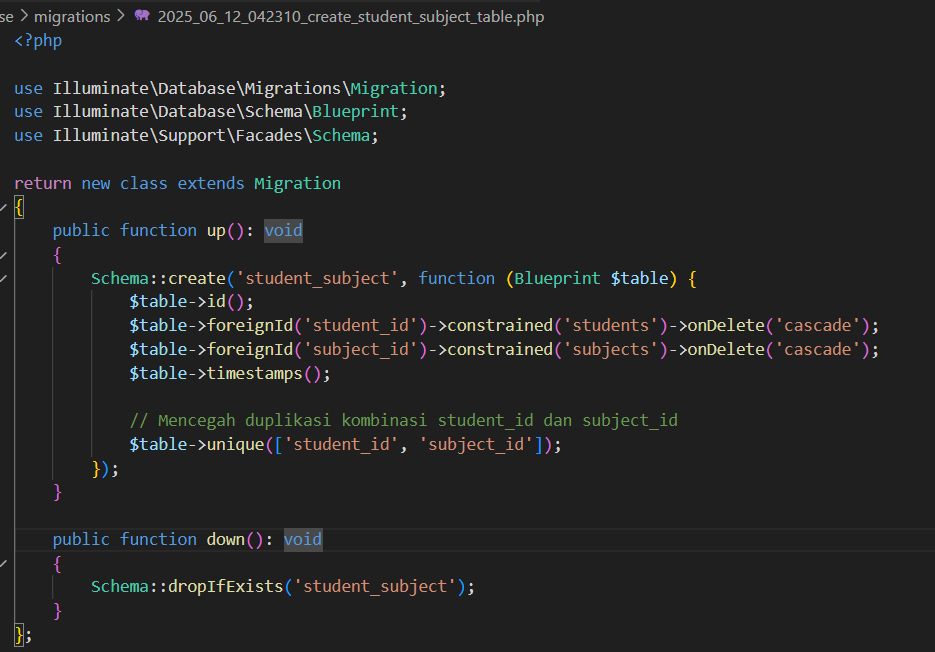 se > migrations > 2025_06_12_042310_create_student_subject_table.php
<?php
use Illuminate\Database\Migrations\Migration;
use Illuminate\Database\Schema\Blueprint;
use Illuminate\Support\Facades\Schema;
return new class extends Migration
{
    public function up(): void
    {
        Schema::create('student_subject', function (Blueprint $table) {
            $table->id();
            $table->foreignId('student_id')->constrained('students')->onDelete('cascade');
            $table->foreignId('subject_id')->constrained('subjects')->onDelete('cascade');
            $table->timestamps();
            // Mencegah duplikasi kombinasi student_id dan subject_id
            $table->unique(['student_id', 'subject_id']);
        });
    }
    public function down(): void
    {
        Schema::dropIfExists('student_subject');
    }
};